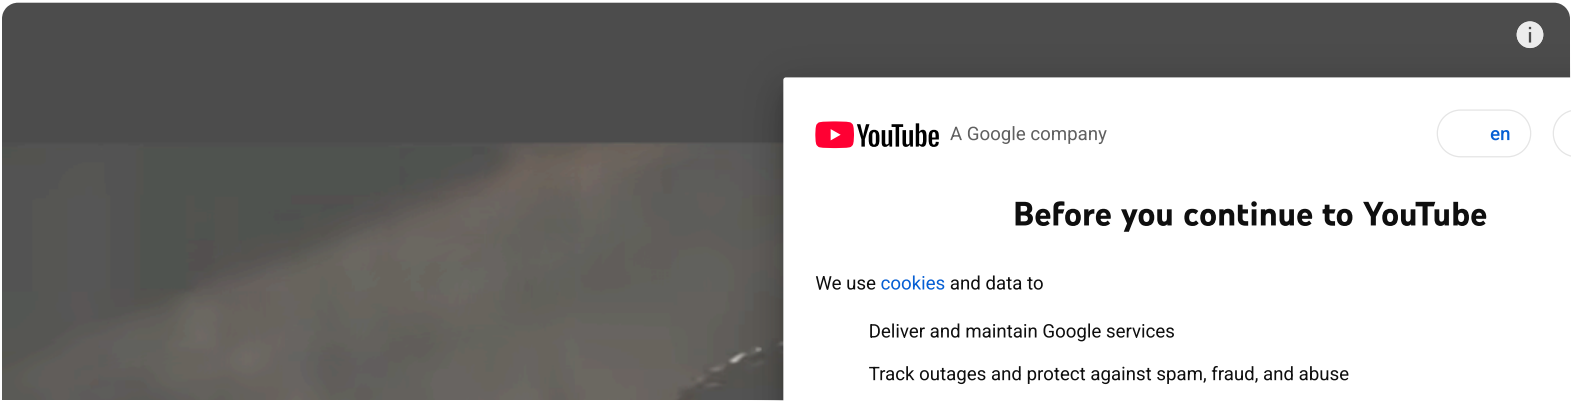 YouTube A Google company en
Before you continue to YouTube
We use cookies and data to
Deliver and maintain Google services
Track outages and protect against spam, fraud, and abuse